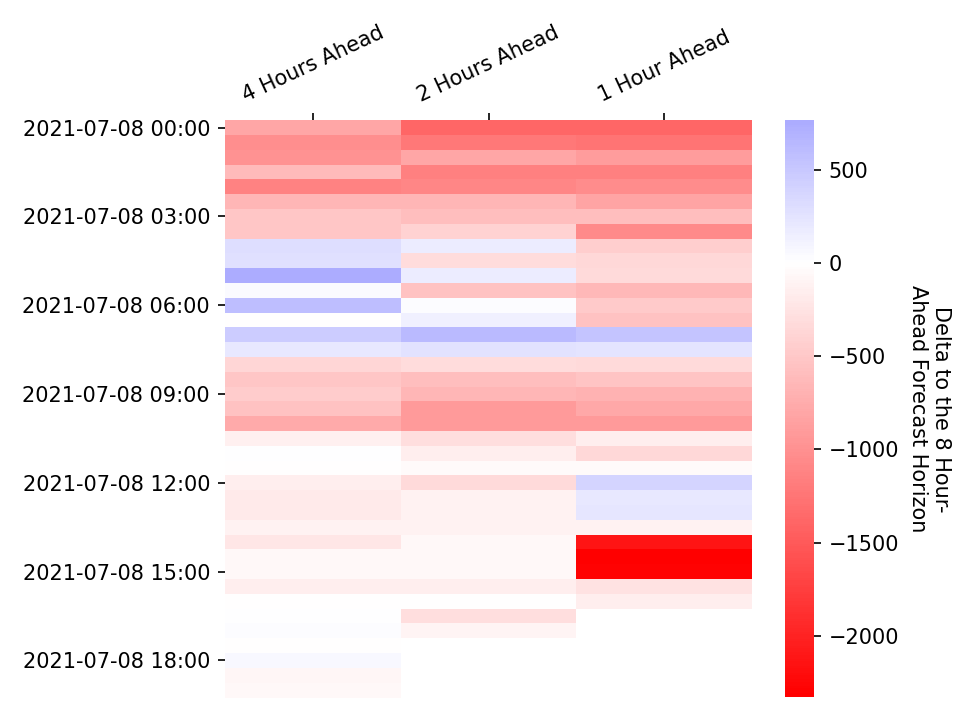 4 Hours Ahead
2 Hours Ahead
1 Hour Ahead
2021-07-08 00:00
2021-07-08 03:00
2021-07-08 06:00
2021-07-08 09:00
2021-07-08 12:00
2021-07-08 15:00
2021-07-08 18:00
500
0
−500
−1000
−1500
−2000
Delta to the 8 Hour-
Ahead Forecast Horizon